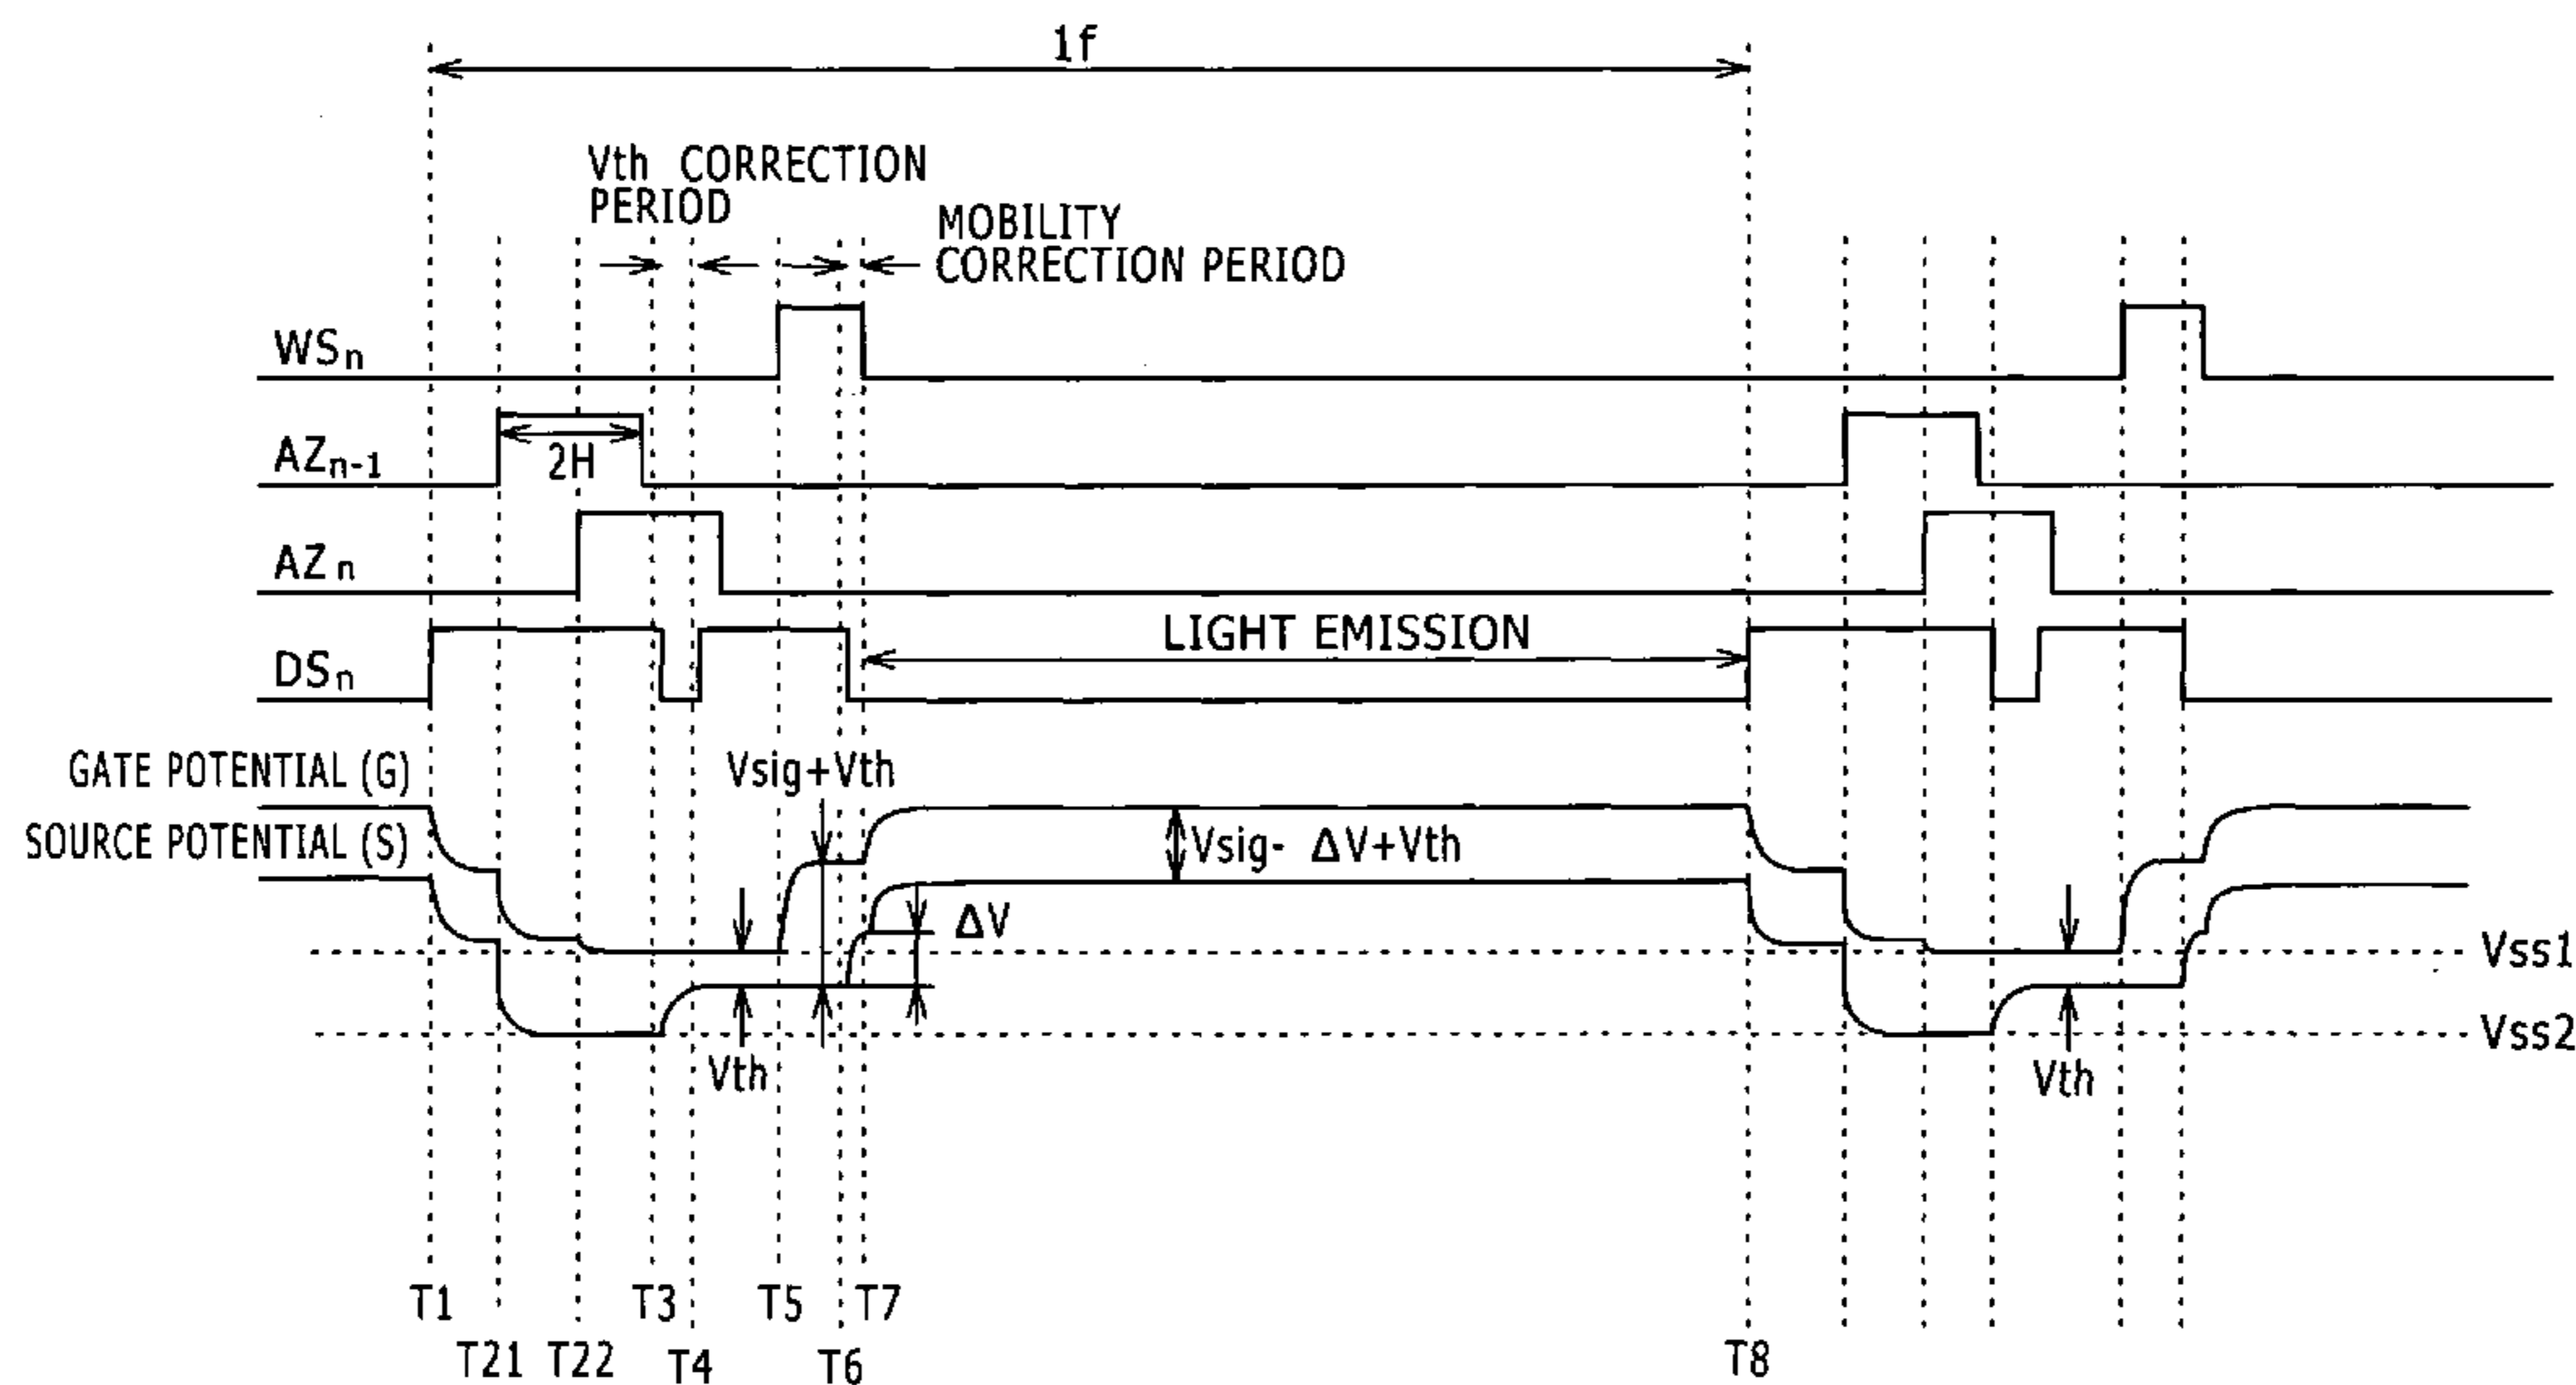 1f
Vth CORRECTION
PERIOD
MOBILITY
CORRECTION PERIOD
WSn
AZn-1
2H
AZn
LIGHT EMISSION
DSn
GATE POTENTIAL (G)
Vsig+Vth
SOURCE POTENTIAL (S)
Vsig- ΔV+Vth
ΔV
Vss1
Vss2
Vth
Vth
T1
T3
T5
T7
T21
T22
T4
T6
T8